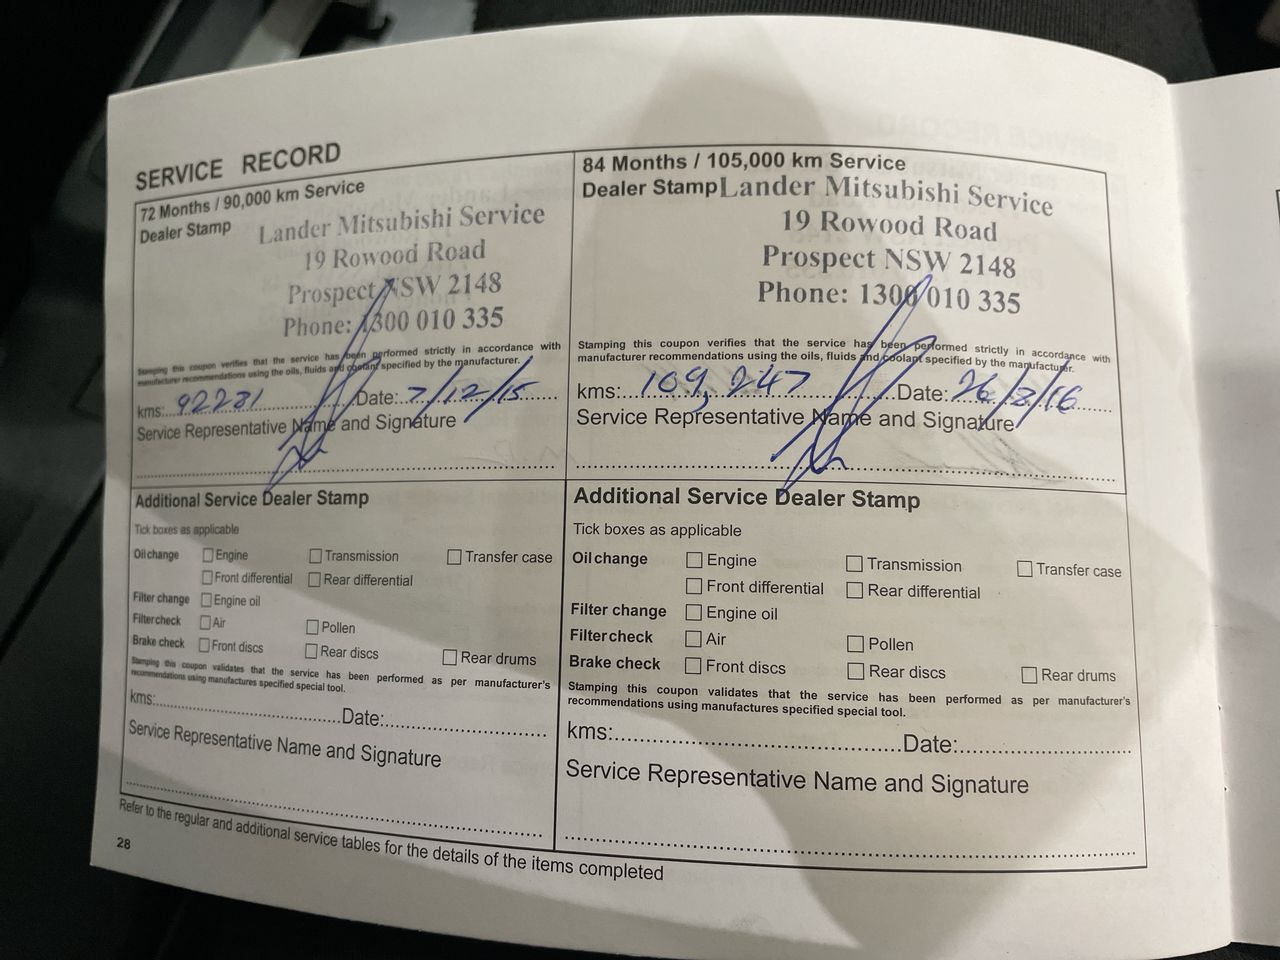 SERVICE RECORD
72 Months / 90,000 km Service
Dealer Stamp
Lander Mitsubishi Service
19 Rowood Road
Prospect NSW 2148
Phone: 1300 010 335
Stamping this coupon verifies that the service has been performed strictly in accordance with
manufacturer recommendations using the oils, fluids and coolant specified by the manufacturer.
kms: 92281 Date: 7/12/15
Service Representative Name and Signature
Additional Service Dealer Stamp
Tick boxes as applicable
Oil change Engine Transmission Transfer case
Front differential Rear differential
Filter change Engine oil
Filter check Air Pollen
Brake check Front discs Rear discs Rear drums
Stamping this coupon validates that the service has been performed as per manufacturer's
recommendations using manufactures specified special tool.
kms: Date:
Service Representative Name and Signature
84 Months / 105,000 km Service
Dealer Stamp Lander Mitsubishi Service
19 Rowood Road
Prospect NSW 2148
Phone: 1300 010 335
Stamping this coupon verifies that the service has been performed strictly in accordance with
manufacturer recommendations using the oils, fluids and coolant specified by the manufacturer.
kms: 109,247 Date: 26/8/16
Service Representative Name and Signature
Additional Service Dealer Stamp
Tick boxes as applicable
Oil change Engine Transmission Transfer case
Front differential Rear differential
Filter change Engine oil
Filter check Air Pollen
Brake check Front discs Rear discs Rear drums
Stamping this coupon validates that the service has been performed as per manufacturer's
recommendations using manufactures specified special tool.
kms: Date:
Service Representative Name and Signature
Refer to the regular and additional service tables for the details of the items completed
28